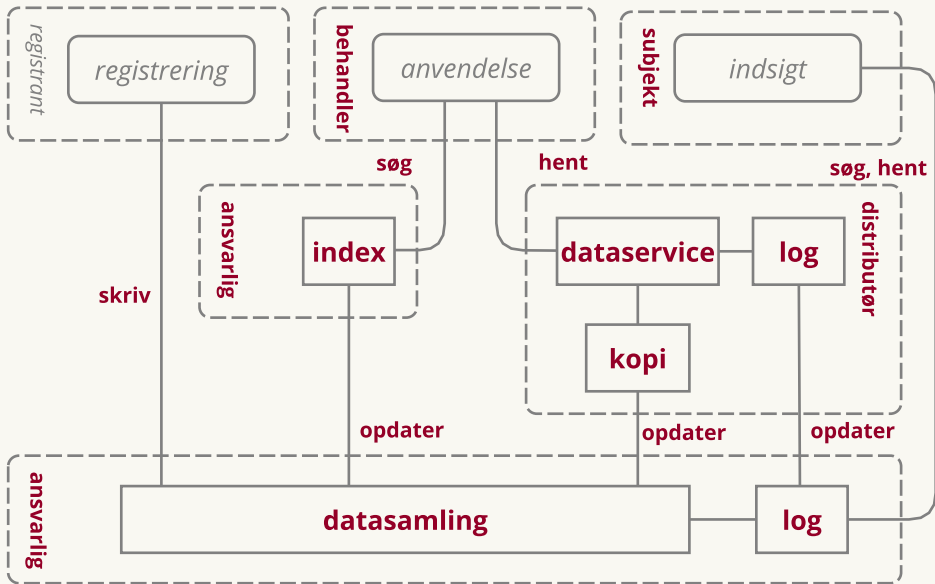 registrant
registrering
behandler
anvendelse
subjekt
indsigt
søg
hent
søg, hent
ansvarlig
index
dataservice
log
distributør
skriv
kopi
opdater
opdater
opdater
ansvarlig
datasamling
log